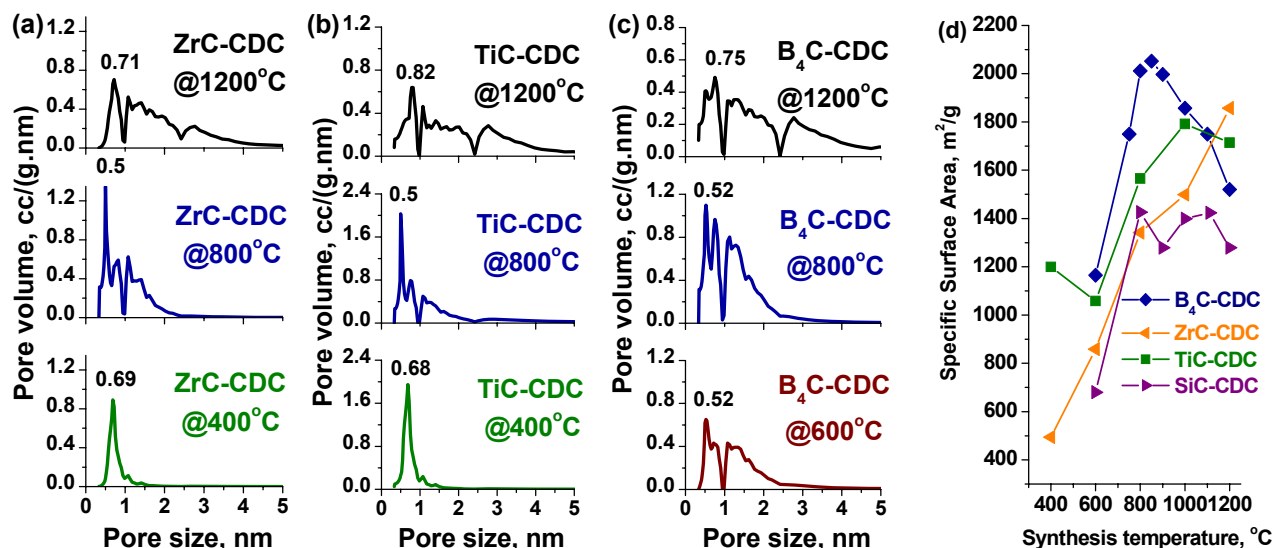 (a)
Pore volume, cc/(g.nm)
1.2
0.8
0.4
0.0
0.71
ZrC-CDC
@1200°C
1.2
0.8
0.4
0.0
0.5
ZrC-CDC
@800°C
1.2
0.8
0.4
0.0
0.69
ZrC-CDC
@400°C
0 1 2 3 4 5
Pore size, nm
(b)
Pore volume, cc/(g.nm)
1.2
0.6
0.0
0.82
TiC-CDC
@1200°C
2.4
1.2
0.0
0.5
TiC-CDC
@800°C
2.4
1.2
0.0
0.68
TiC-CDC
@400°C
0 1 2 3 4 5
Pore size, nm
(c)
Pore volume, cc/(g.nm)
0.8
0.6
0.4
0.2
0.0
0.75
B₄C-CDC
@1200°C
1.2
0.8
0.4
0.0
0.52
B₄C-CDC
@800°C
1.2
0.8
0.4
0.0
0.52
B₄C-CDC
@600°C
0 1 2 3 4 5
Pore size, nm
(d)
Specific Surface Area, m²/g
2200
2000
1800
1600
1400
1200
1000
800
600
400
B₄C-CDC
ZrC-CDC
TiC-CDC
SiC-CDC
400 600 800 1000 1200
Synthesis temperature, °C